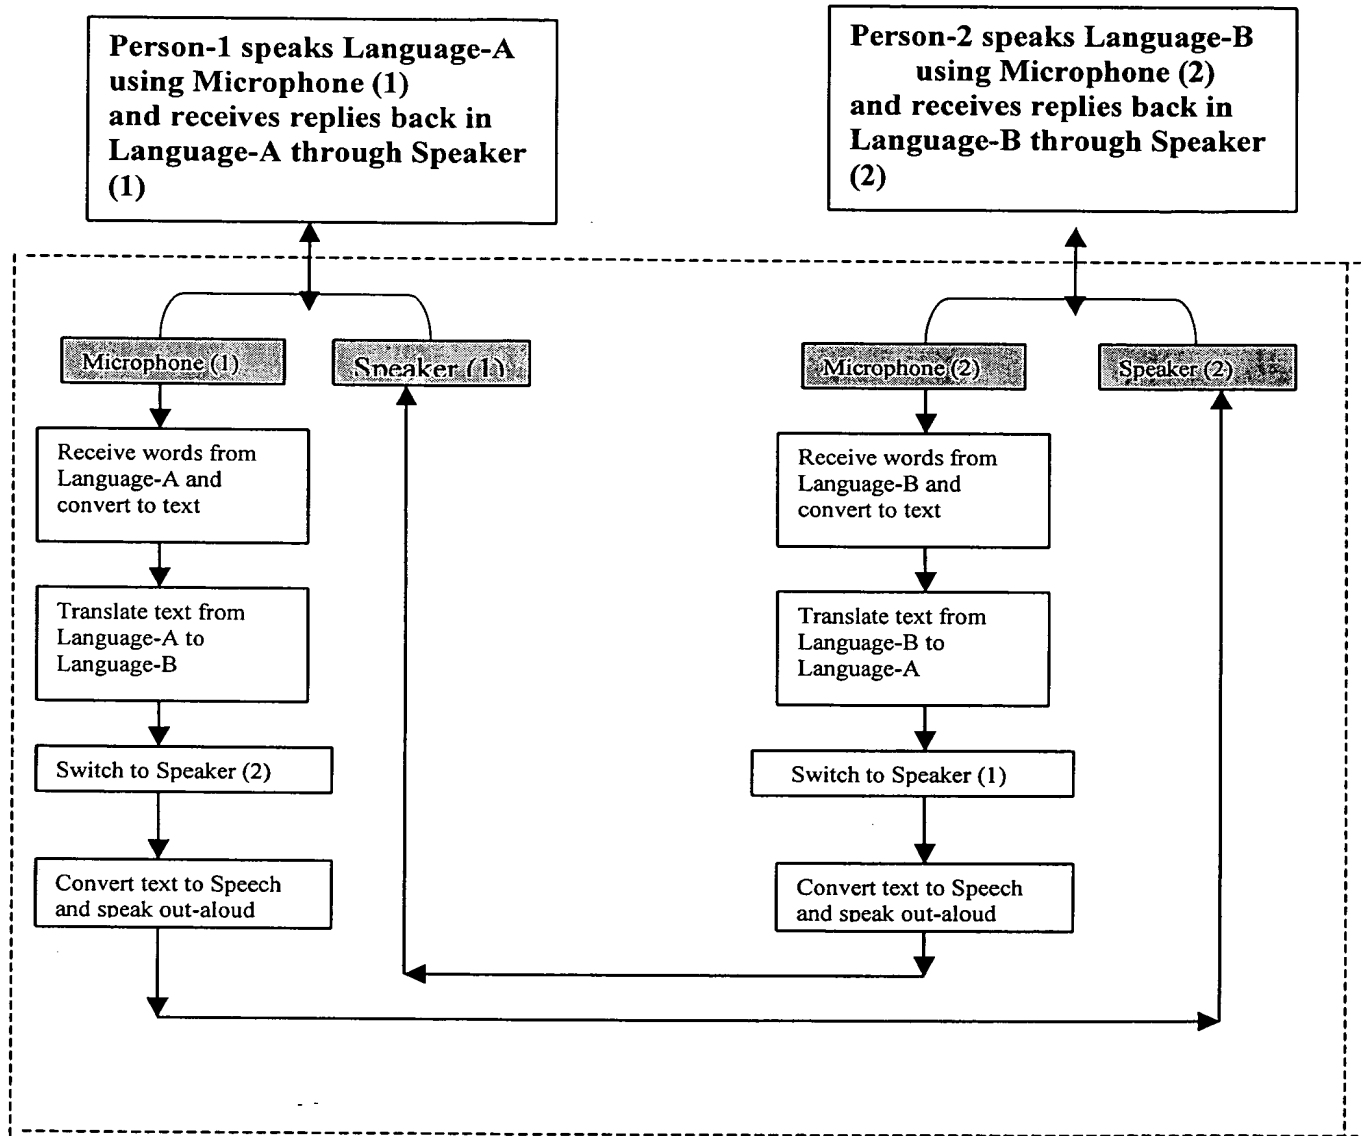 Person-1 speaks Language-A
using Microphone (1)
and receives replies back in
Language-A through Speaker
(1)
Person-2 speaks Language-B
using Microphone (2)
and receives replies back in
Language-B through Speaker
(2)
Microphone (1)
Speaker (1)
Microphone (2)
Speaker (2)
Receive words from
Language-A and
convert to text
Receive words from
Language-B and
convert to text
Translate text from
Language-A to
Language-B
Translate text from
Language-B to
Language-A
Switch to Speaker (2)
Switch to Speaker (1)
Convert text to Speech
and speak out-aloud
Convert text to Speech
and speak out-aloud